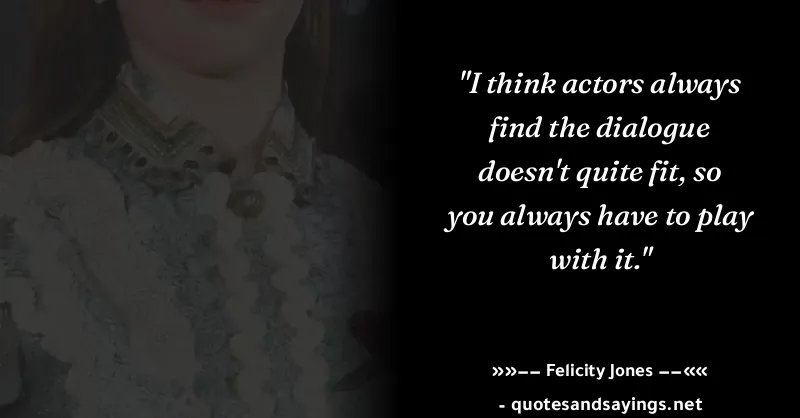 "I think actors always
find the dialogue
doesn't quite fit, so
you always have to play
with it."
»»−− Felicity Jones −−««
- quotesandsayings.net